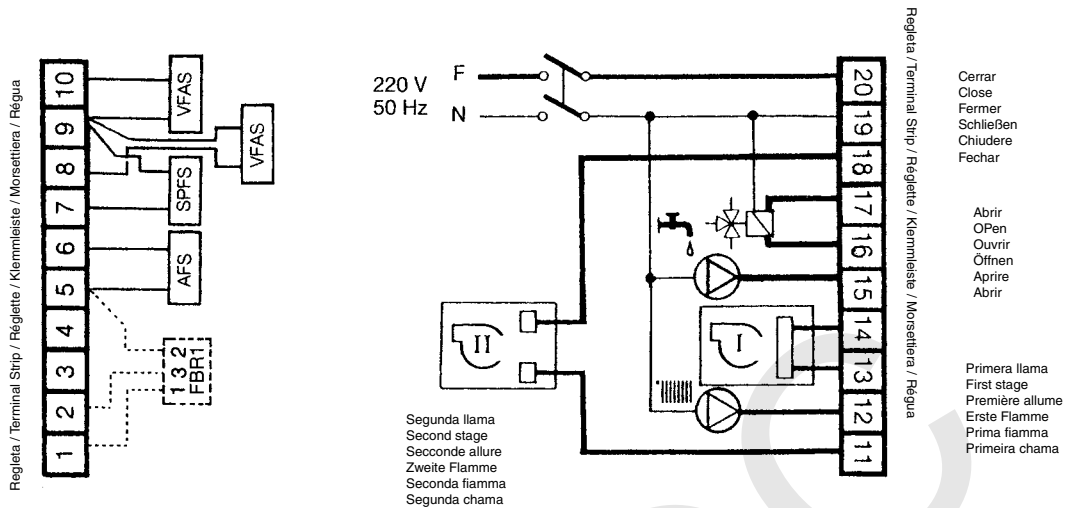 Regleta / Terminal Strip / Réglette / Klemmleiste / Morsettiera / Régua
10
9
8
7
6
5
4
3
2
1
VFAS
VFAS
SPFS
AFS
1 3 2
FBR1
220 V
50 Hz
F
N
II
I
Segunda llama
Second stage
Secconde allure
Zweite Flamme
Seconda fiamma
Segunda chama
20
19
18
17
16
15
14
13
12
11
Regleta /Terminal Strip / Réglette / Klemmleiste / Morsettiera / Régua
Cerrar
Close
Fermer
Schließen
Chiudere
Fechar
Abrir
OPen
Ouvrir
Öffnen
Aprire
Abrir
Primera llama
First stage
Première allume
Erste Flamme
Prima fiamma
Primeira chama